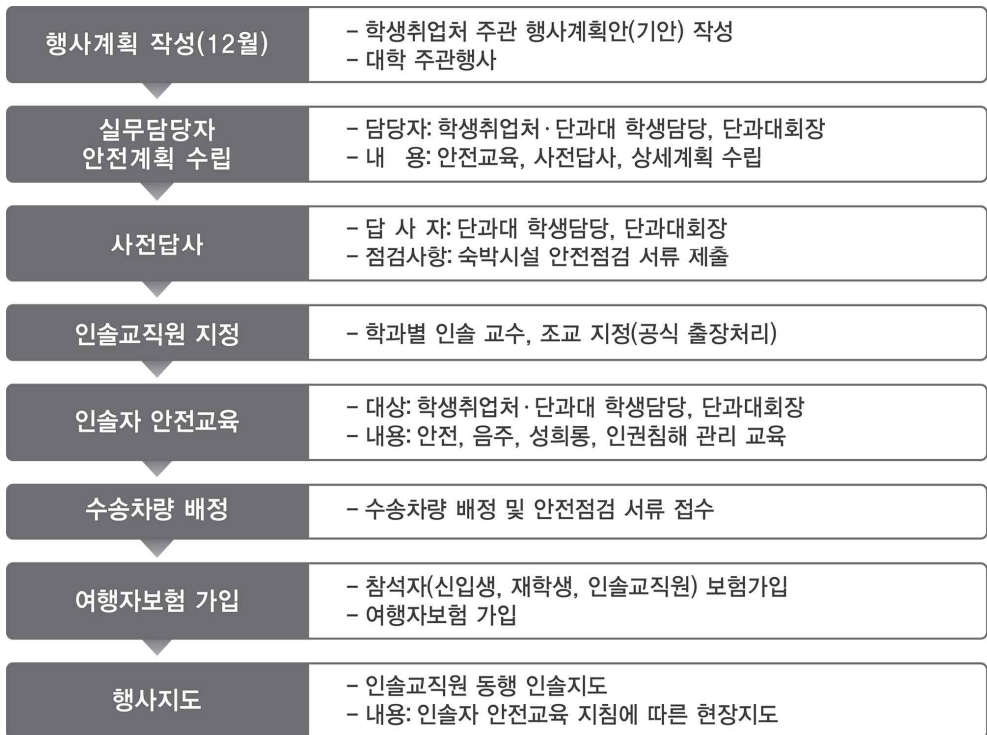 행사계획 작성(12월)
- 학생취업처 주관 행사계획안(기안) 작성
- 대학 주관행사
실무담당자
안전계획 수립
- 담당자: 학생취업처·단과대 학생담당, 단과대회장
- 내 용: 안전교육, 사전답사, 상세계획 수립
사전답사
- 답 사 자: 단과대 학생담당, 단과대회장
- 점검사항: 숙박시설 안전점검 서류 제출
인솔교직원 지정
- 학과별 인솔 교수, 조교 지정(공식 출장처리)
인솔자 안전교육
- 대상: 학생취업처·단과대 학생담당, 단과대회장
- 내용: 안전, 음주, 성희롱, 인권침해 관리 교육
수송차량 배정
- 수송차량 배정 및 안전점검 서류 접수
여행자보험 가입
- 참석자(신입생, 재학생, 인솔교직원) 보험가입
- 여행자보험 가입
행사지도
- 인솔교직원 동행 인솔지도
- 내용: 인솔자 안전교육 지침에 따른 현장지도